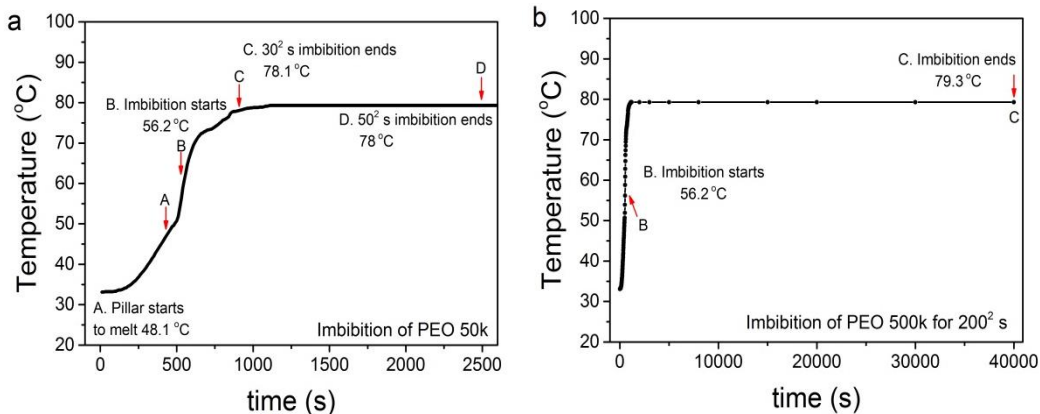 a
100
90
80
70
60
50
40
30
20
Temperature (°C)
C. 30² s imbibition ends
78.1 °C
C
D
B. Imbibition starts
56.2 °C
B
D. 50² s imbibition ends
78 °C
A
A. Pillar starts
to melt 48.1 °C
Imbibition of PEO 50k
0 500 1000 1500 2000 2500
time (s)
b
100
90
80
70
60
50
40
30
20
Temperature (°C)
C. Imbibition ends
79.3 °C
C
B. Imbibition starts
56.2 °C
B
Imbibition of PEO 500k for 200² s
0 10000 20000 30000 40000
time (s)